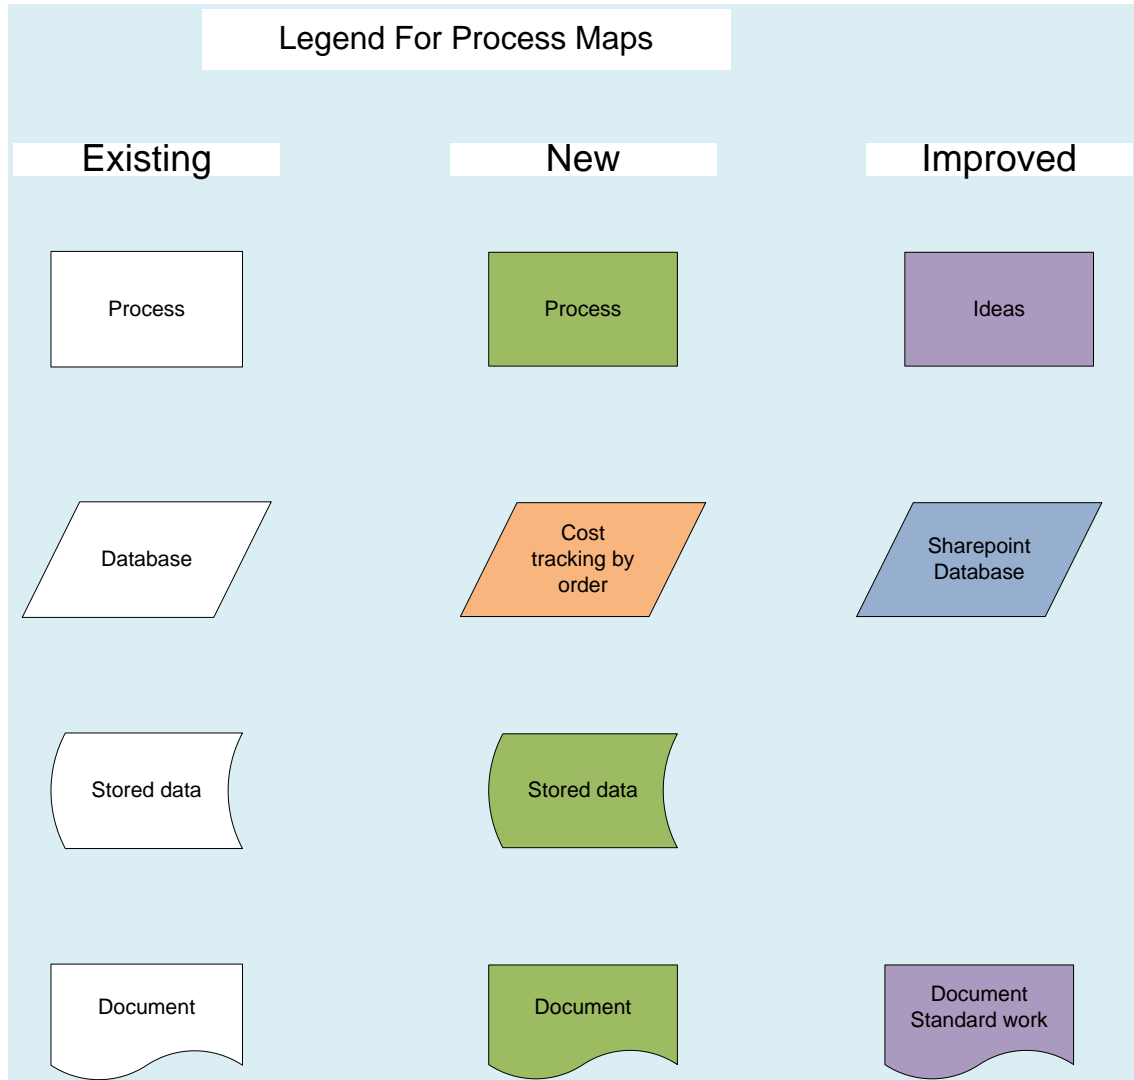 Legend For Process Maps
Existing
New
Improved
Process
Process
Ideas
Database
Cost
tracking by
order
Sharepoint
Database
Stored data
Stored data
Document
Document
Document
Standard work